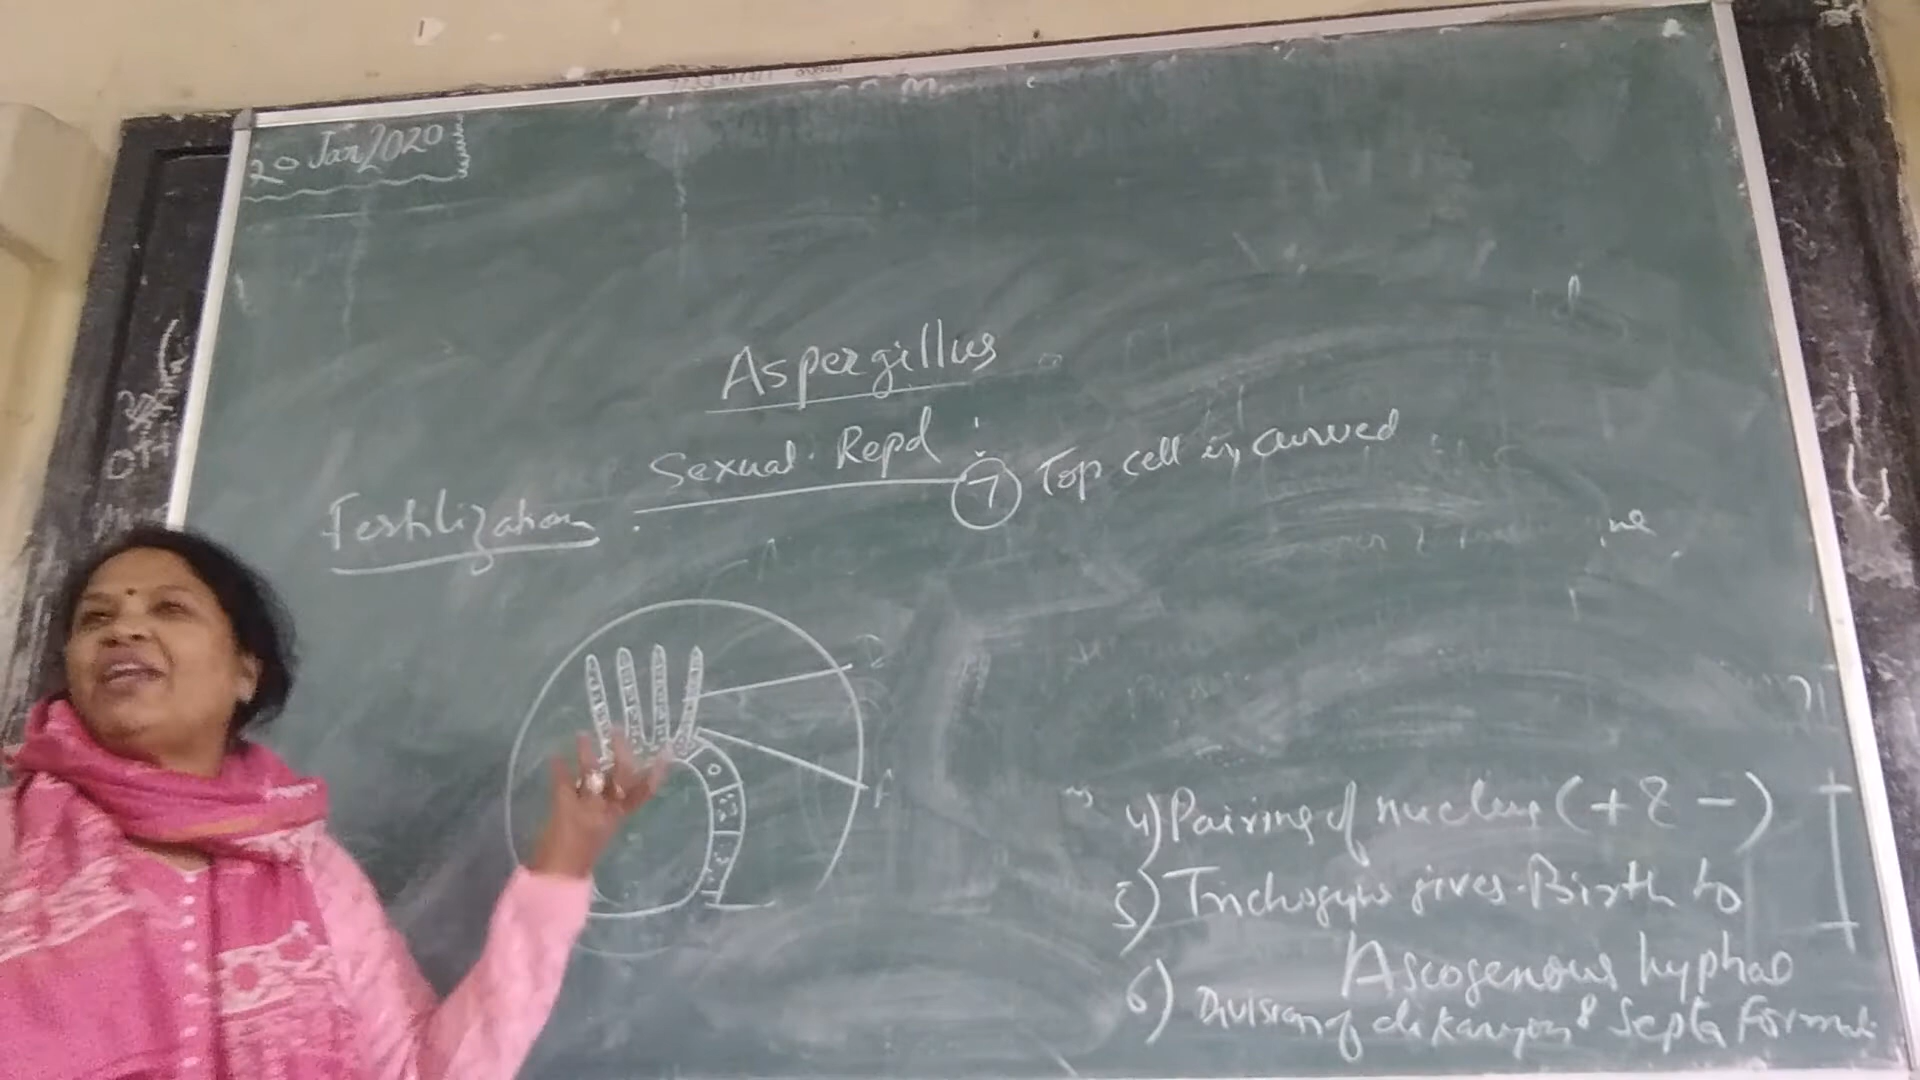 20 Jan 2020
Aspergillus
Sexual Repd
Fertilization
7 Top cell is curved
4) Pairing of nucleus (+ & -)
5) Trichogyne gives Birth to
Ascogenous hyphae
6) Division of dikaryon & Septa Format